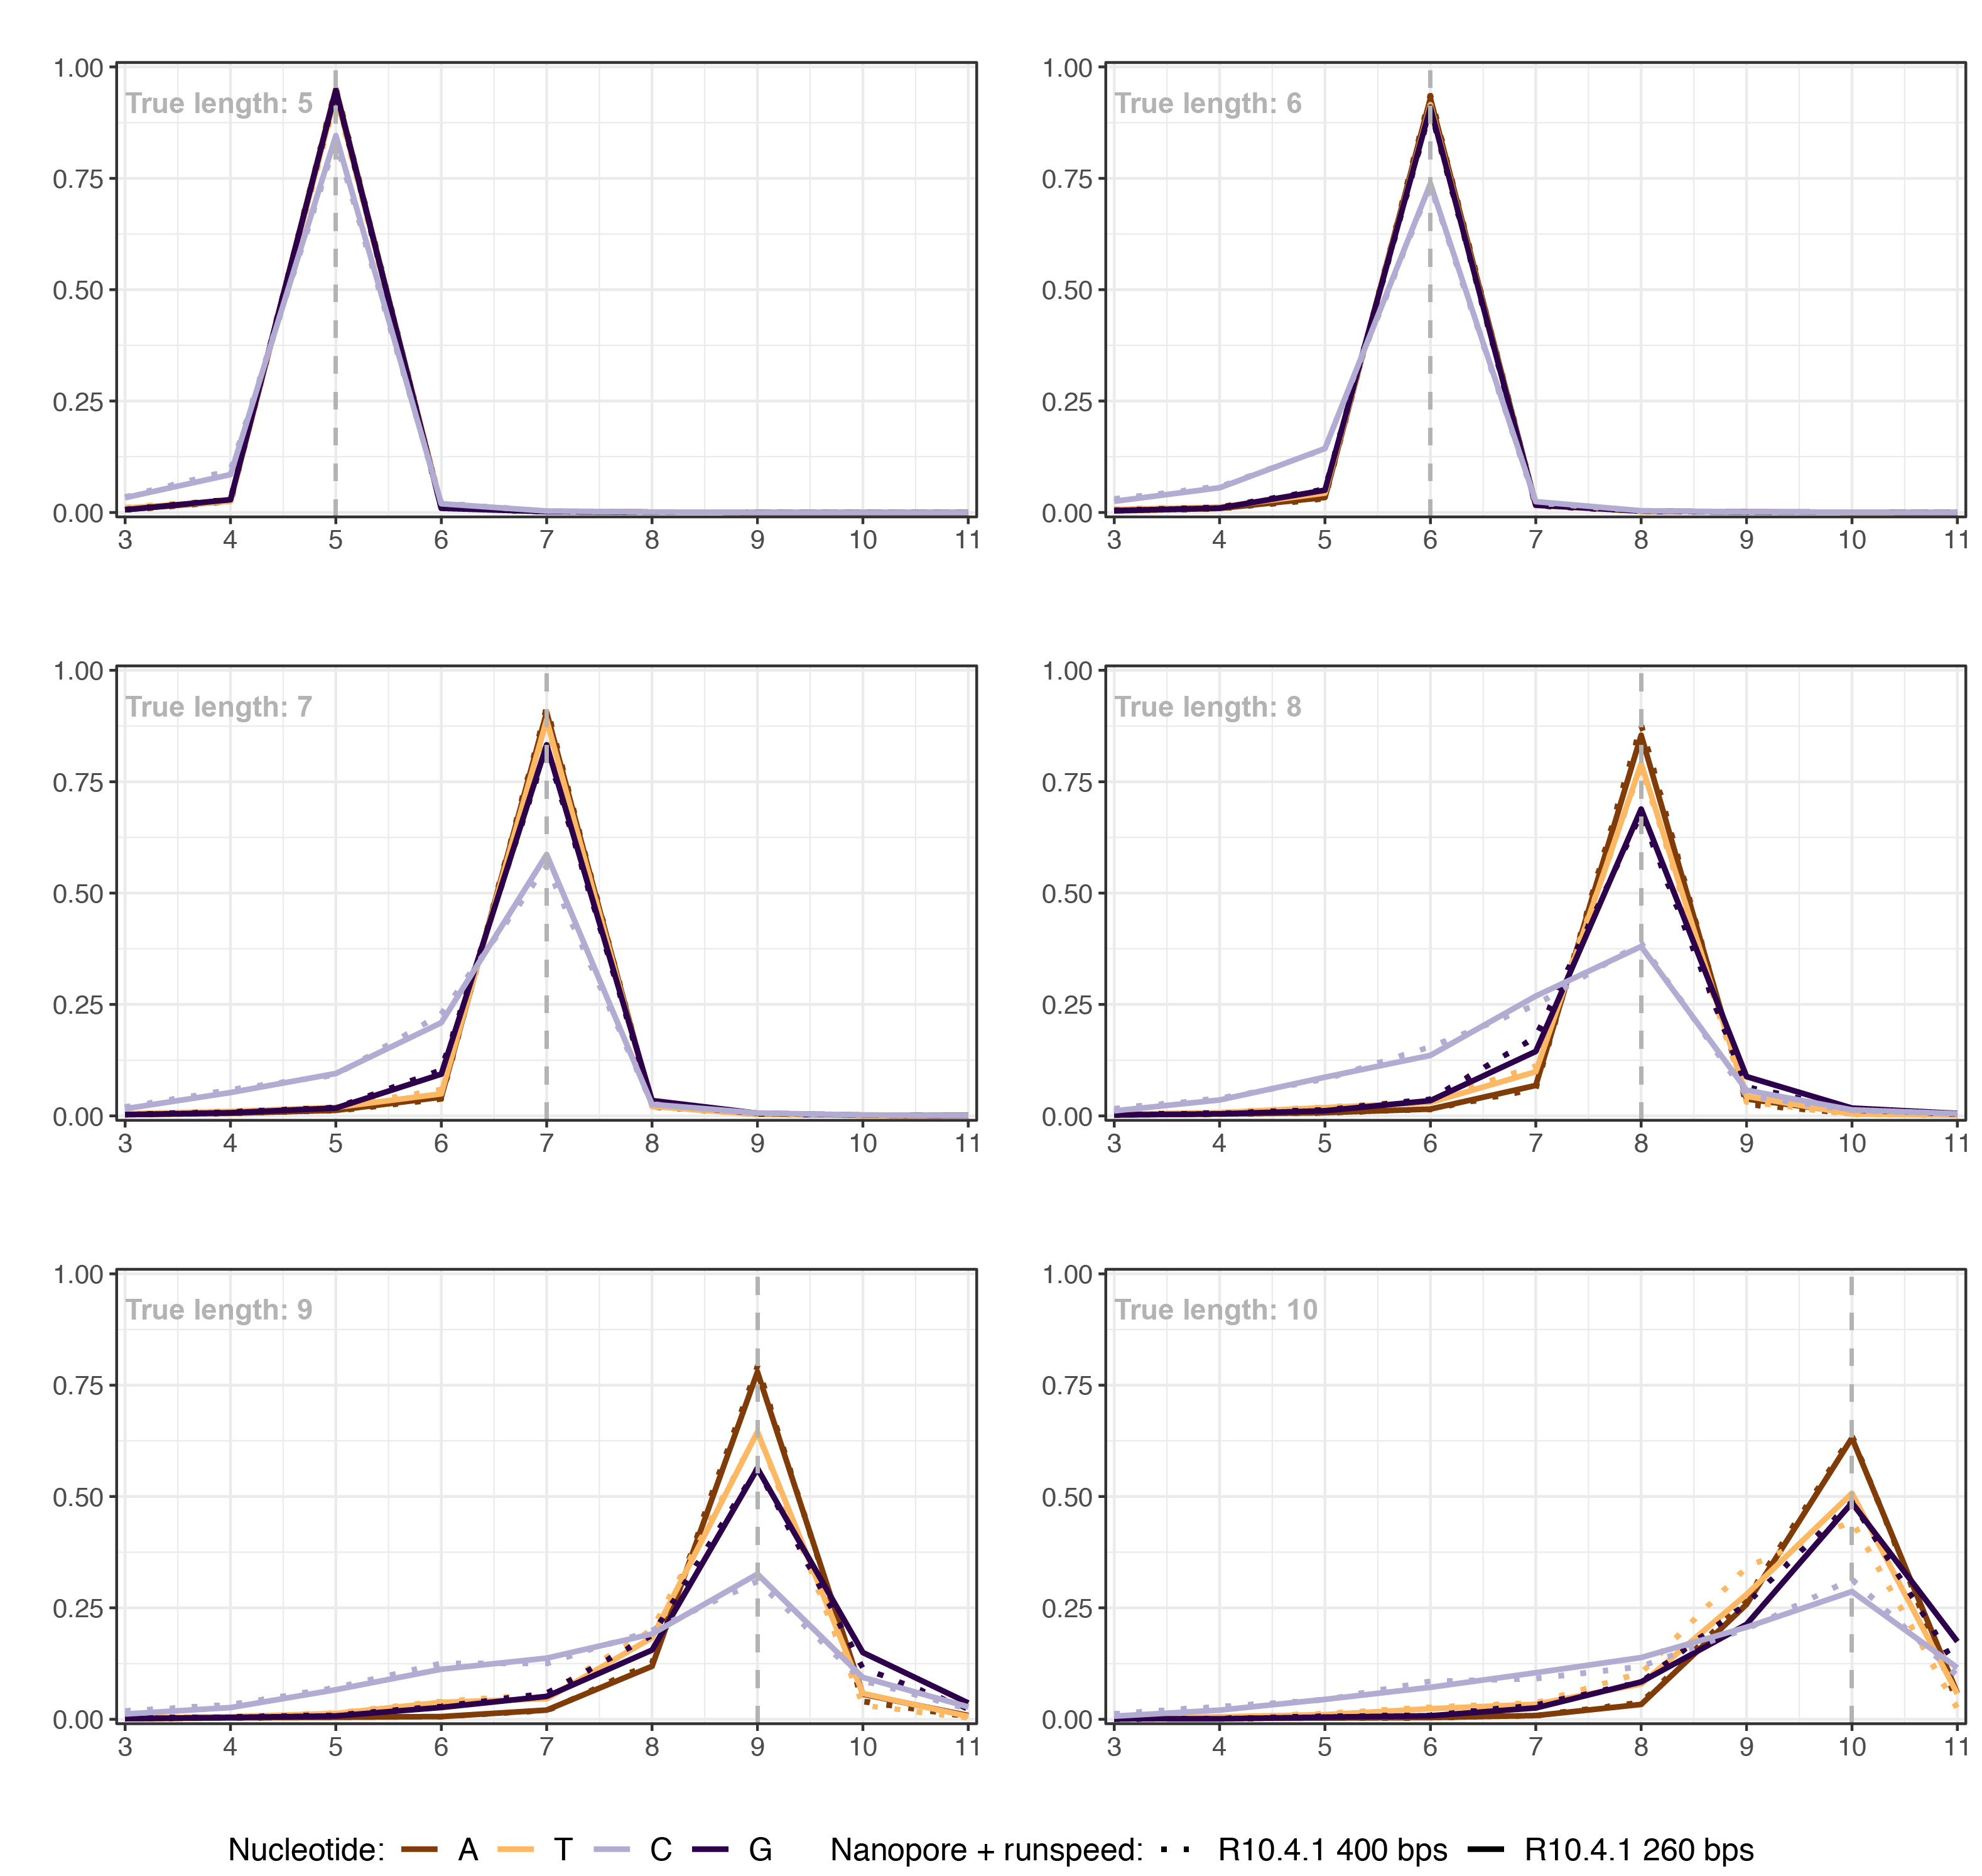 1.00
True length: 5
0.75
0.50
0.25
0.00
3 4 5 6 7 8 9 10 11
1.00
True length: 6
0.75
0.50
0.25
0.00
3 4 5 6 7 8 9 10 11
1.00
True length: 7
0.75
0.50
0.25
0.00
3 4 5 6 7 8 9 10 11
1.00
True length: 8
0.75
0.50
0.25
0.00
3 4 5 6 7 8 9 10 11
1.00
True length: 9
0.75
0.50
0.25
0.00
3 4 5 6 7 8 9 10 11
1.00
True length: 10
0.75
0.50
0.25
0.00
3 4 5 6 7 8 9 10 11
Nucleotide: A T C G Nanopore + runspeed: R10.4.1 400 bps R10.4.1 260 bps